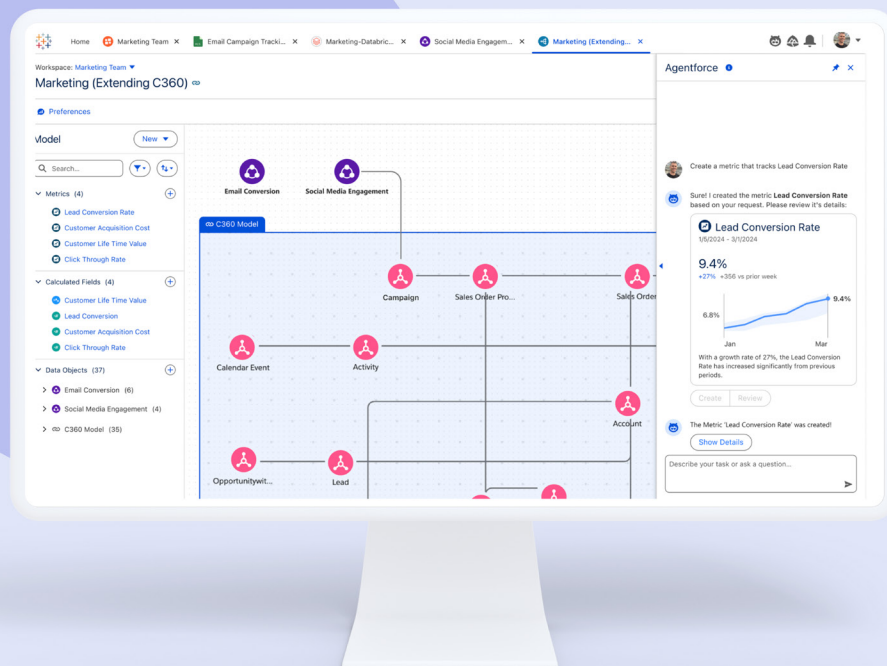 Home
Marketing Team
Email Campaign Tracki...
Marketing-Databric...
Social Media Engagem...
Marketing (Extending...
Workspace: Marketing Team
Marketing (Extending C360)
Preferences
Model
New
Search...
Metrics (4)
Lead Conversion Rate
Customer Acquisition Cost
Customer Life Time Value
Click Through Rate
Calculated Fields (4)
Customer Life Time Value
Lead Conversion
Customer Acquisition Cost
Click Through Rate
Data Objects (37)
Email Conversion (6)
Social Media Engagement (4)
C360 Model (35)
Email Conversion
Social Media Engagement
C360 Model
Campaign
Sales Order Pro...
Sales Order
Calendar Event
Activity
Account
Opportunitywit...
Lead
Agentforce
Create a metric that tracks Lead Conversion Rate
Sure! I created the metric Lead Conversion Rate
based on your request. Please review it's details:
Lead Conversion Rate
1/5/2024 - 3/1/2024
9.4%
+27% +356 vs prior week
9.4%
6.8%
Jan
Mar
With a growth rate of 27%, the Lead Conversion
Rate has increased significantly from previous
periods.
Create
Review
The Metric 'Lead Conversion Rate' was created!
Show Details
Describe your task or ask a question...